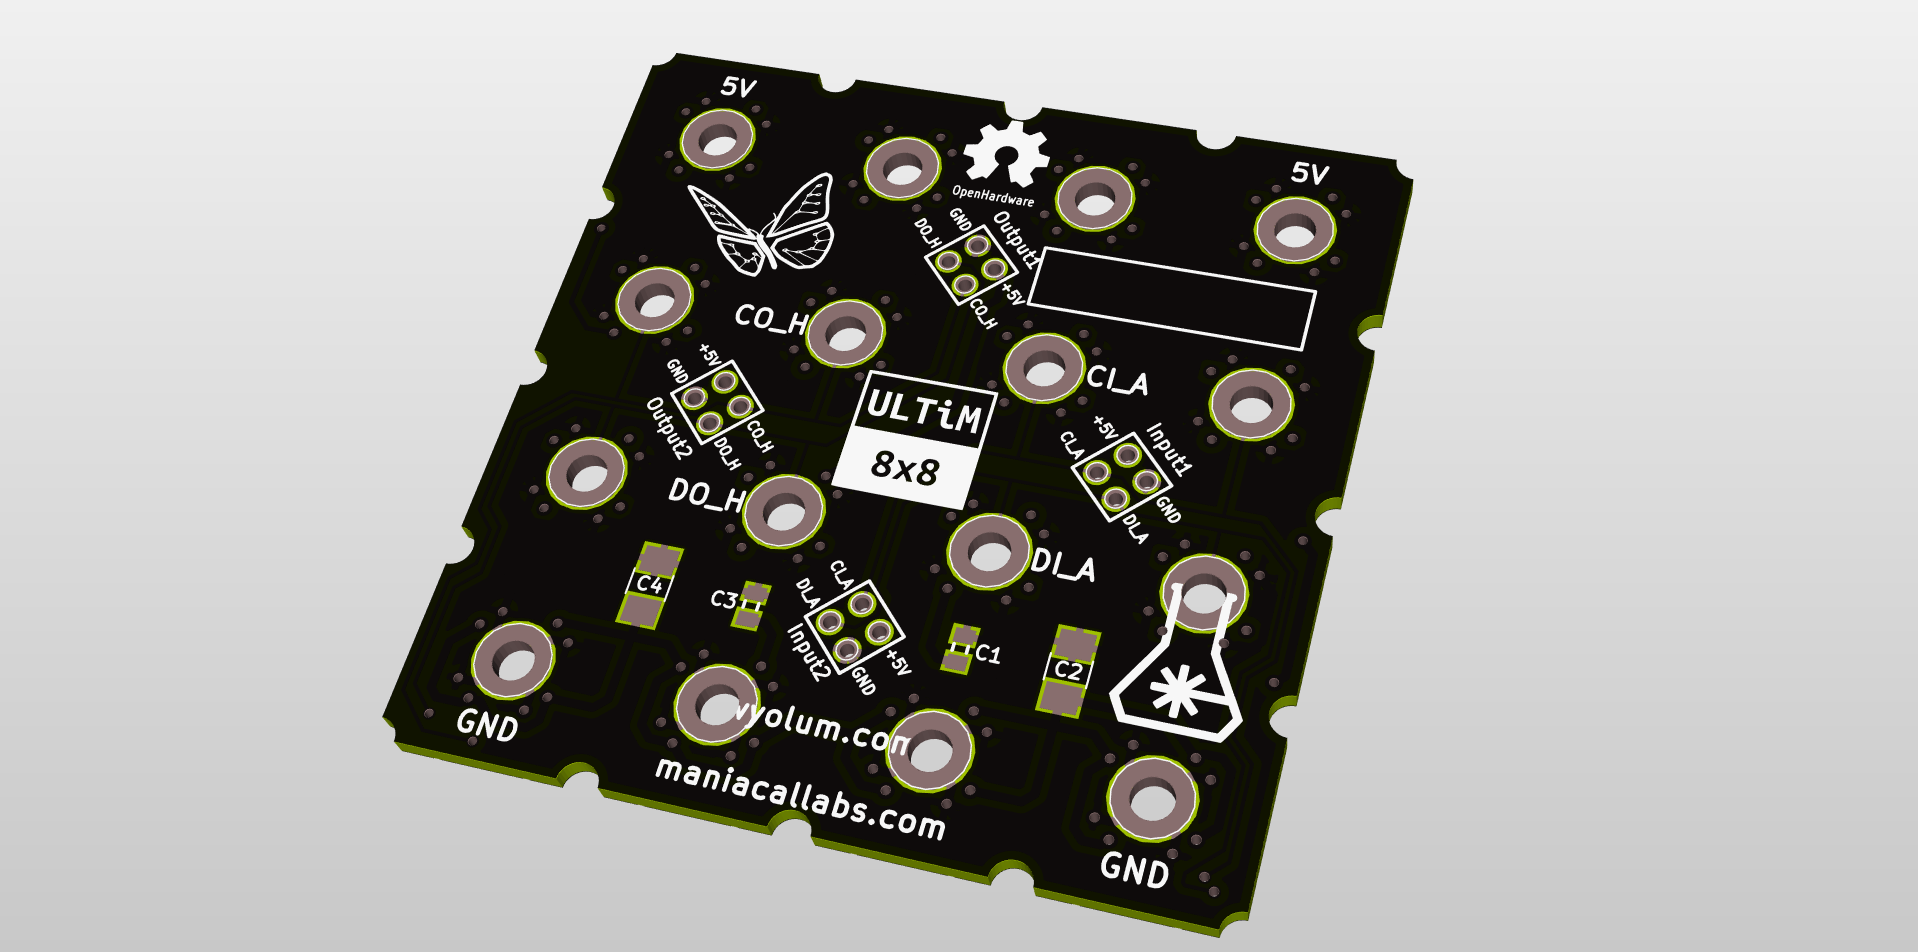 5V
5V
OpenHardware
GND
Output1
DO_H
+5V
CO_H
CO_H
CI_A
+5V
GND
Output2
CO_H
DO_H
ULTiM
8x8
Input1
+5V
CI_A
GND
DI_A
DO_H
DI_A
C4
C3
CI_A
DI_A
Input2
+5V
GND
C1
C2
GND
wyolum.com
maniacallabs.com
GND